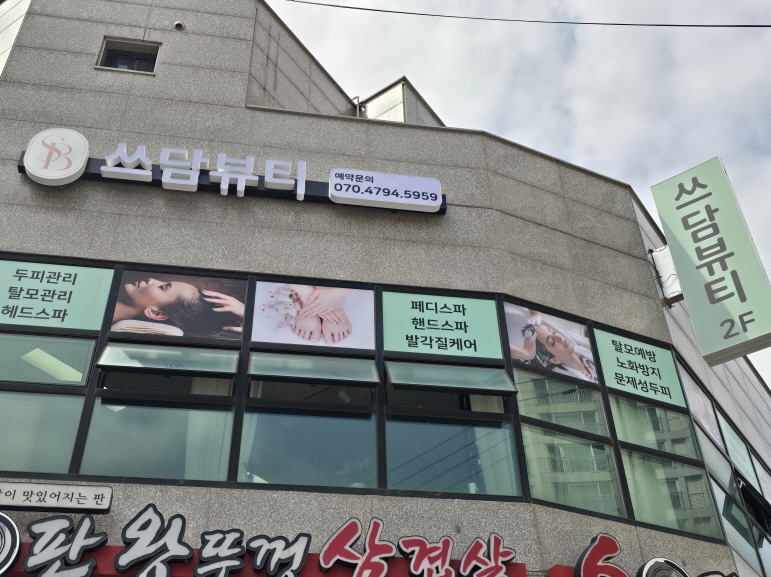 SB
쓰담뷰티
예약문의
070.4794.5959
쓰담뷰티
2F
두피관리
탈모관리
헤드스파
페디스파
핸드스파
발각질케어
탈모예방
노화방지
문제성두피
이 맛있어지는 판
판 왕뚜껑 삼겹살